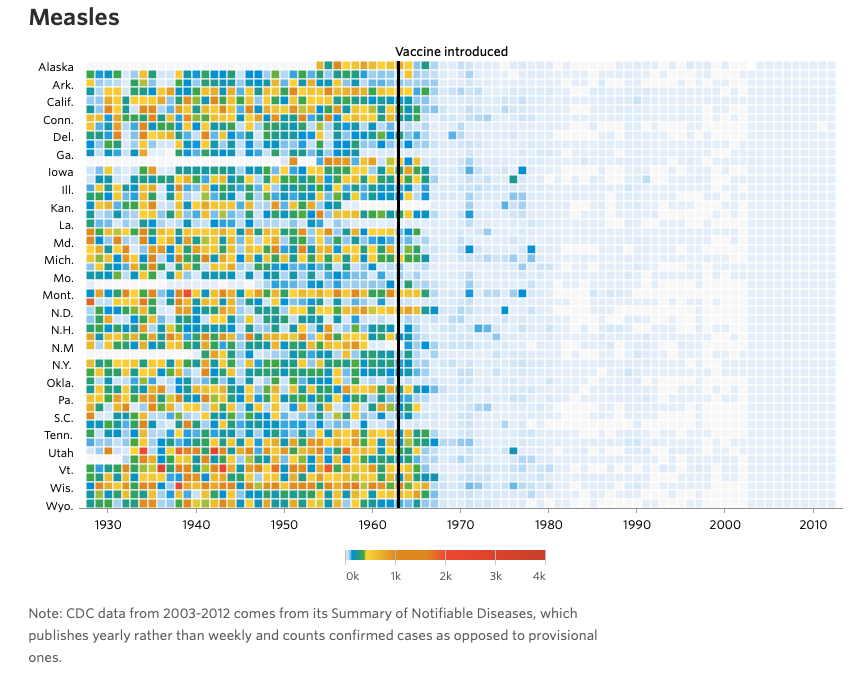 Measles
Vaccine introduced
Alaska
Ark.
Calif.
Conn.
Del.
Ga.
Iowa
Ill.
Kan.
La.
Md.
Mich.
Mo.
Mont.
N.D.
N.H.
N.M
N.Y.
Okla.
Pa.
S.C.
Tenn.
Utah
Vt.
Wis.
Wyo.
1930 1940 1950 1960 1970 1980 1990 2000 2010
0k 1k 2k 3k 4k
Note: CDC data from 2003-2012 comes from its Summary of Notifiable Diseases, which
publishes yearly rather than weekly and counts confirmed cases as opposed to provisional
ones.